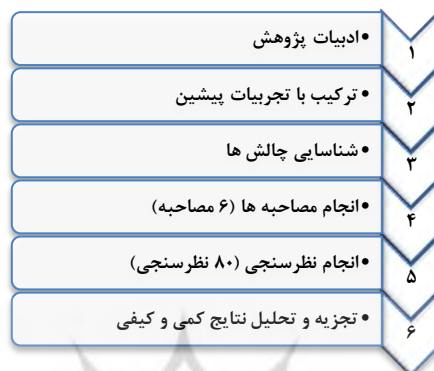 ۱
•ادبیات پژوهش
۲
•ترکیب با تجربیات پیشین
۳
•شناسایی چالش ها
۴
•انجام مصاحبه ها (۶ مصاحبه)
۵
•انجام نظرسنجی (۸۰ نظرسنجی)
۶
•تجزیه و تحلیل نتایج کمی و کیفی